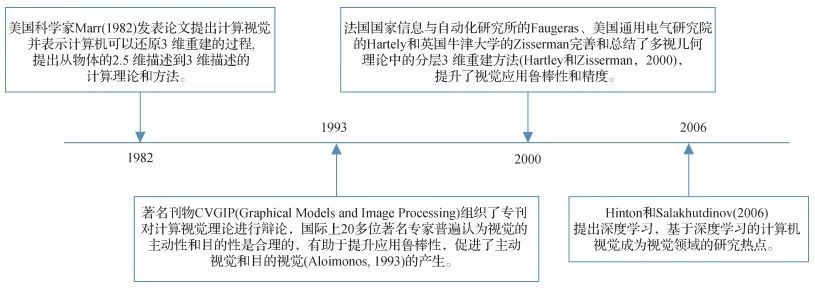 美国科学家Marr(1982)发表论文提出计算视觉
并表示计算机可以还原3 维重建的过程,
提出从物体的2.5 维描述到3 维描述的
计算理论和方法。
法国国家信息与自动化研究所的Faugeras、美国通用电气研究院
的Hartely和英国牛津大学的Zisserman完善和总结了多视几何
理论中的分层3 维重建方法(Hartley和Zisserman，2000),
提升了视觉应用鲁棒性和精度。
1993
2006
1982
2000
著名刊物CVGIP(Graphical Models and Image Processing)组织了专刊
对计算视觉理论进行辩论，国际上20多位著名专家普遍认为视觉的
主动性和目的性是合理的，有助于提升应用鲁棒性，促进了主动
视觉和目的视觉(Aloimonos, 1993)的产生。
Hinton和Salakhutdinov(2006)
提出深度学习，基于深度学习的计算机
视觉成为视觉领域的研究热点。